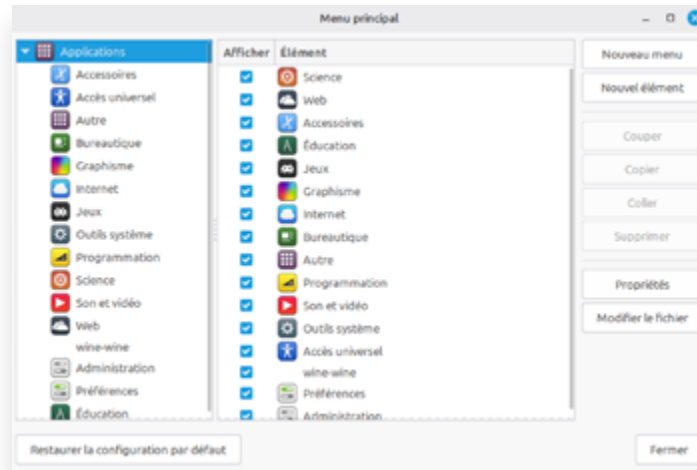 Menu principal
Applications
Accessoires
Accès universel
Autre
Bureautique
Graphisme
Internet
Jeux
Outils système
Programmation
Science
Son et vidéo
Web
wine-wine
Administration
Préférences
Éducation
Afficher Élément
Science
Web
Accessoires
Éducation
Jeux
Graphisme
Internet
Bureautique
Autre
Programmation
Son et vidéo
Outils système
Accès universel
wine-wine
Préférences
Administration
Nouveau menu
Nouvel élément
Couper
Copier
Coller
Supprimer
Propriétés
Modifier le fichier
Restaurer la configuration par défaut
Fermer